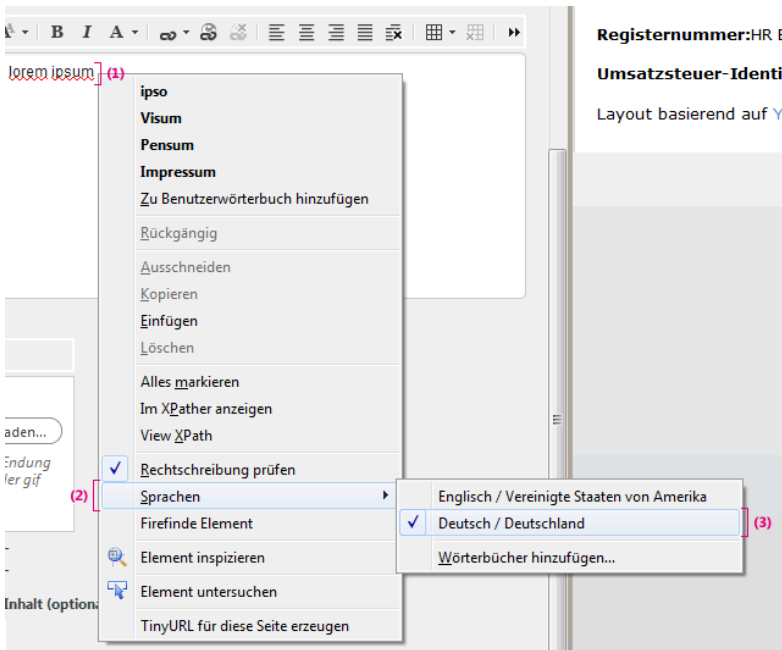 B I A
Registernummer:HR
Umsatzsteuer-Identi
Layout basierend auf Y
lorem ipsum (1)
ipso
Visum
Pensum
Impressum
Zu Benutzerwörterbuch hinzufügen
Rückgängig
Ausschneiden
Kopieren
Einfügen
Löschen
Alles markieren
Im XPather anzeigen
View XPath
aden...
Endung
der gif
Rechtschreibung prüfen
(2) Sprachen
Englisch / Vereinigte Staaten von Amerika
Deutsch / Deutschland (3)
Wörterbücher hinzufügen...
Firefinde Element
Element inspizieren
Element untersuchen
Inhalt (optiona
TinyURL für diese Seite erzeugen